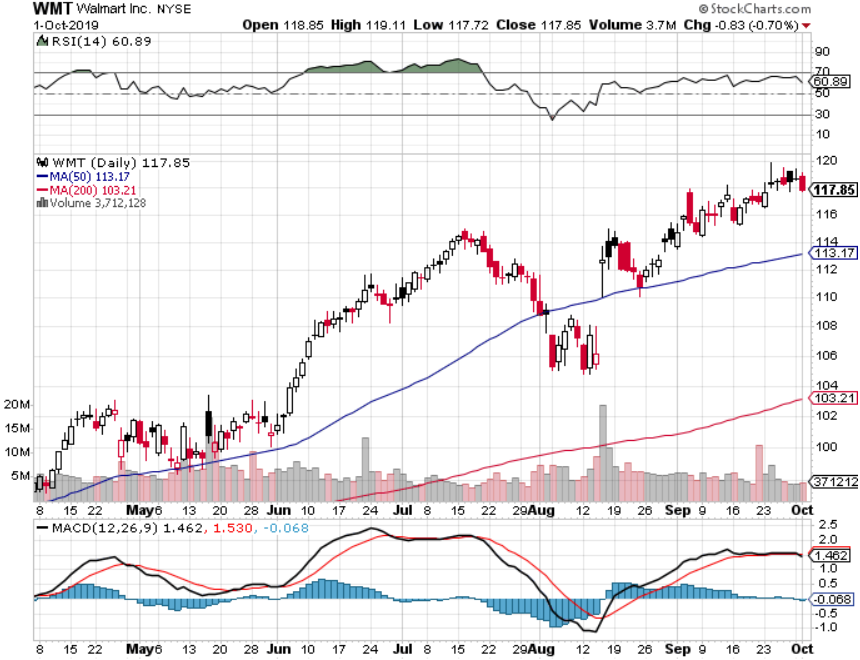 WMT Walmart Inc. NYSE © StockCharts.com
1-Oct-2019 Open 118.85 High 119.11 Low 117.72 Close 117.85 Volume 3.7M Chg -0.83 (-0.70%)
RSI(14) 60.89
90
70
60.89
50
30
10
WMT (Daily) 117.85
MA(50) 113.17
MA(200) 103.21
Volume 3,712,128
120
117.85
116
114
113.17
112
110
108
106
104
103.21
102
100
3712128
20M
15M
10M
5M
8 15 22 May 6 13 20 28 Jun 10 17 24 Jul 8 15 22 29 Aug 12 19 26 Sep 9 16 23 Oct
MACD(12,26,9) 1.462, 1.530, -0.068
2.5
2.0
1.462
1.0
0.5
-0.068
-0.5
-1.0
8 15 22 May 6 13 20 28 Jun 10 17 24 Jul 8 15 22 29 Aug 12 19 26 Sep 9 16 23 Oct